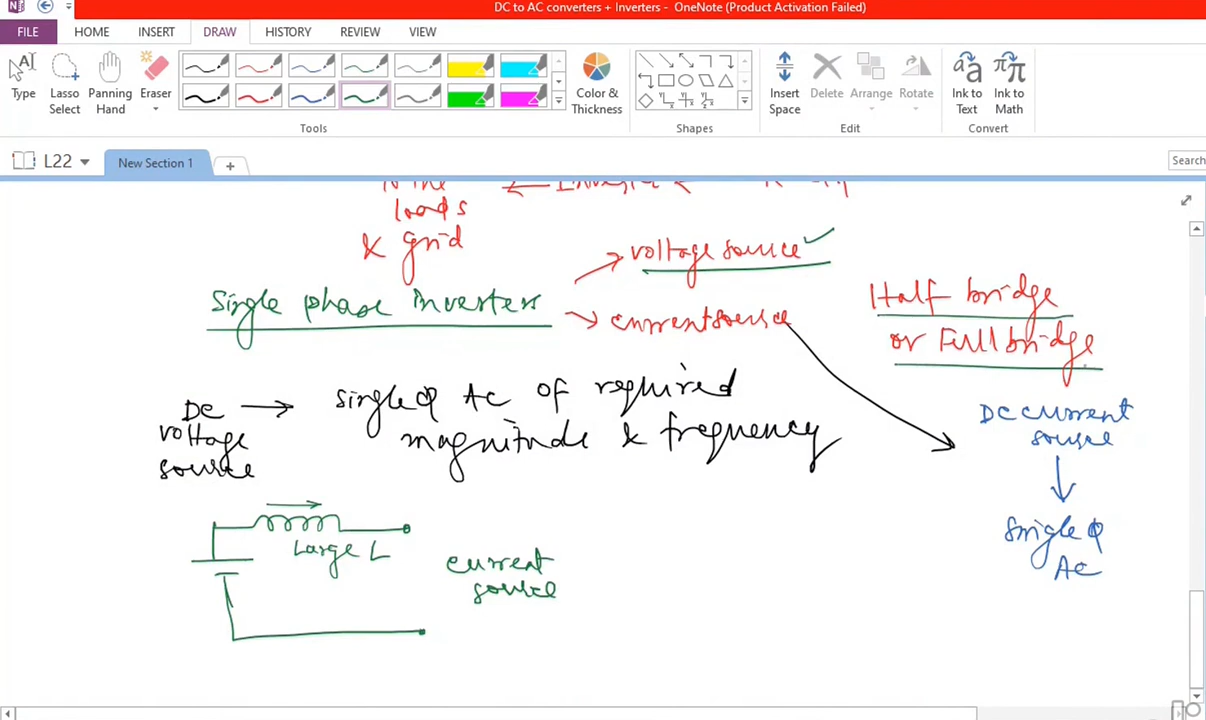 DC to AC converters + Inverters - OneNote (Product Activation Failed)
FILE HOME INSERT DRAW HISTORY REVIEW VIEW
Type
Lasso Select
Panning Hand
Eraser
Color & Thickness
Insert Space
Delete
Arrange
Rotate
Ink to Text
Ink to Math
Tools
Shapes
Edit
Convert
L22
New Section 1
Search
loads
& grid
Single phase inverters
voltage source
current source
Half bridge
or Full bridge
DC voltage source
single φ AC of required
magnitude & frequency
DC current
source
Single φ
AC
Large L
current
source